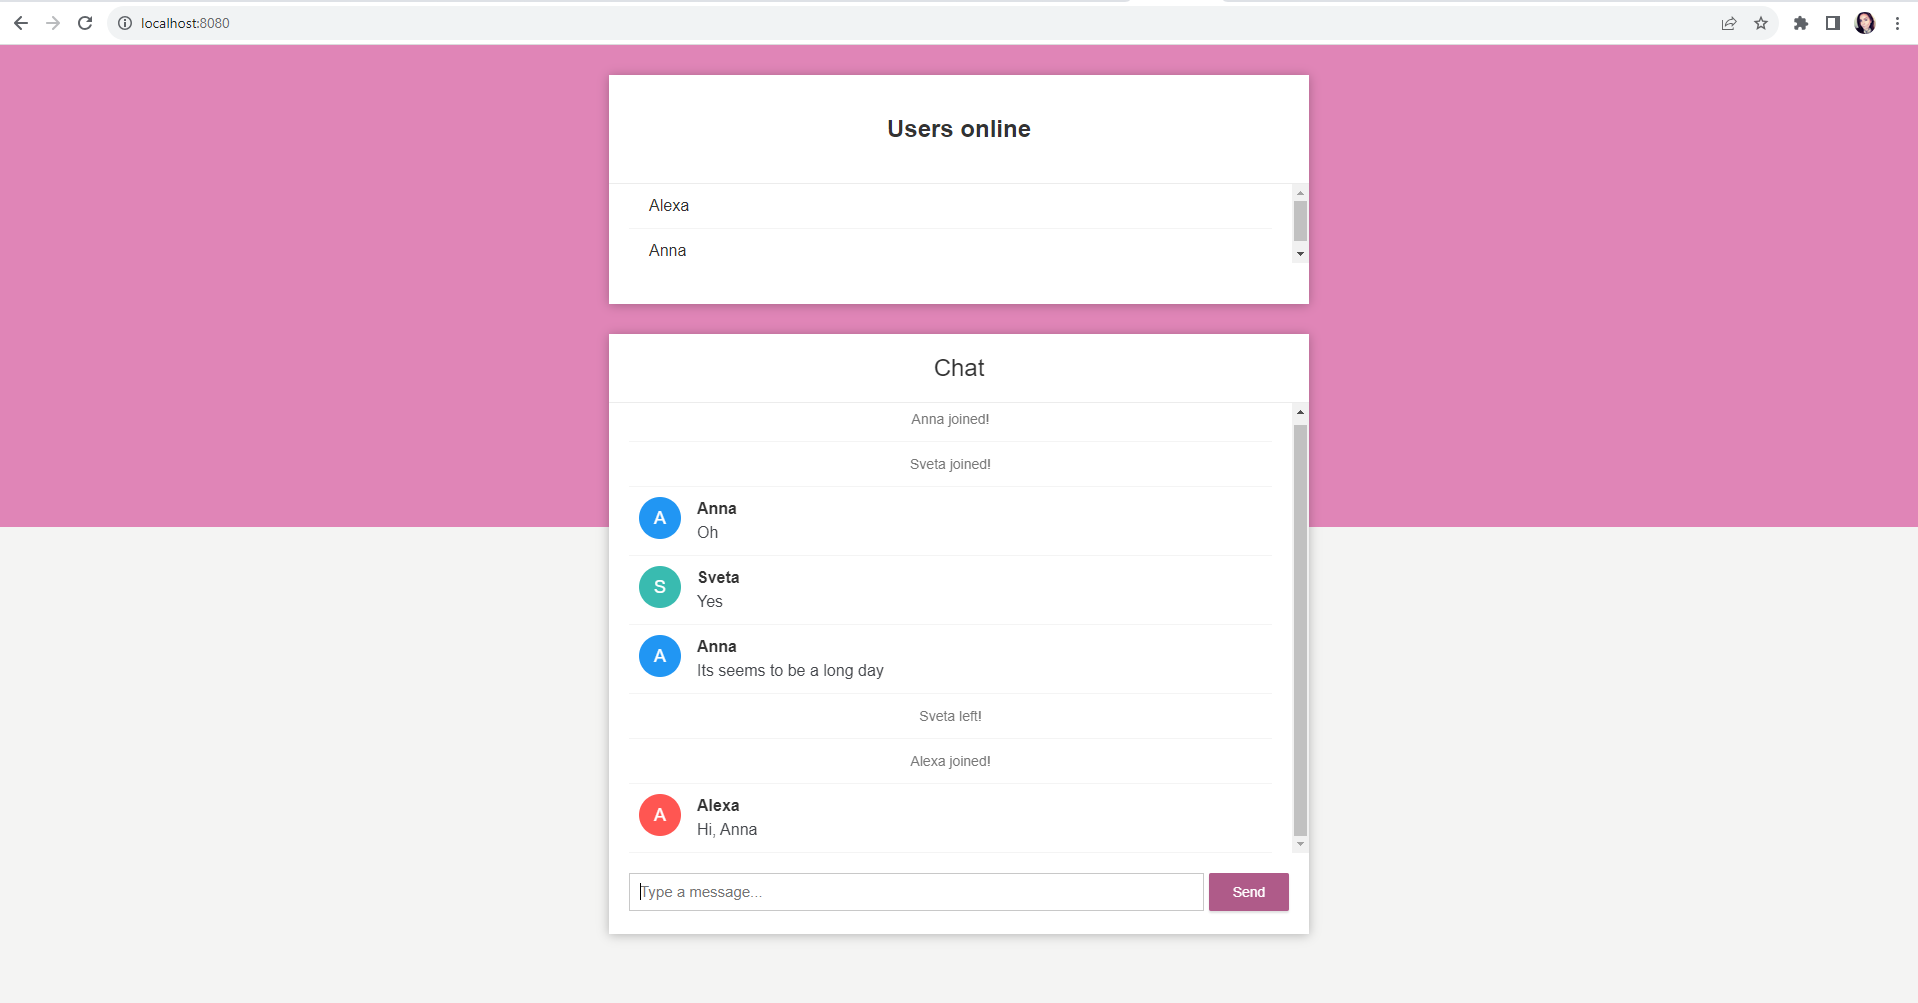 localhost:8080
Users online
Alexa
Anna
Chat
Anna joined!
Sveta joined!
A
Anna
Oh
S
Sveta
Yes
A
Anna
Its seems to be a long day
Sveta left!
Alexa joined!
A
Alexa
Hi, Anna
Type a message...
Send